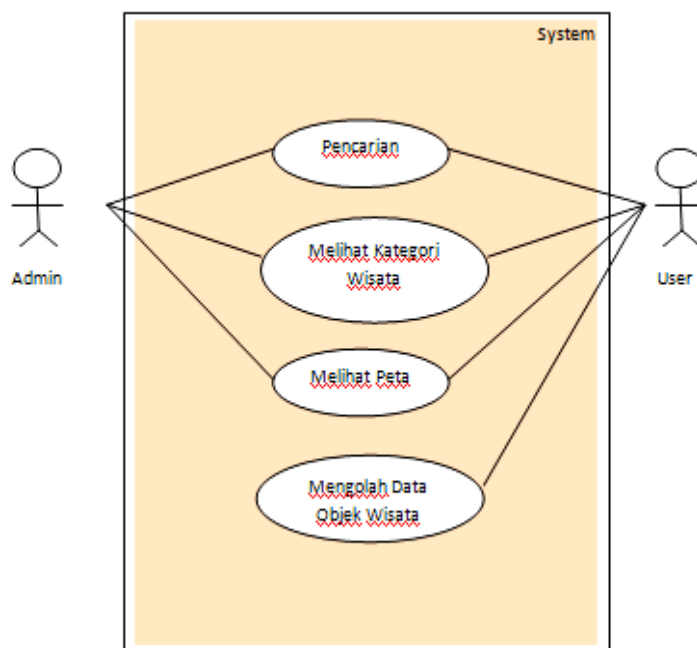 System
Pencarian
Admin
User
Melihat Kategori
Wisata
Melihat Peta
Mengolah Data
Objek Wisata